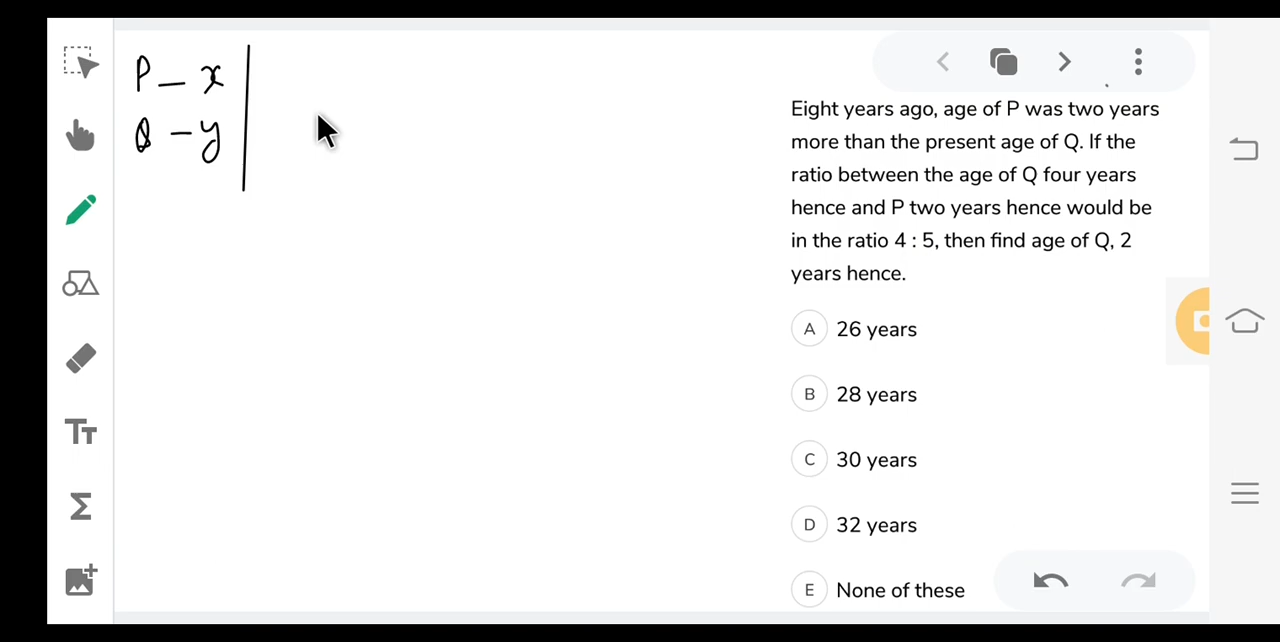 P – x
Q – y
Eight years ago, age of P was two years
more than the present age of Q. If the
ratio between the age of Q four years
hence and P two years hence would be
in the ratio 4 : 5, then find age of Q, 2
years hence.
A 26 years
B 28 years
C 30 years
D 32 years
E None of these
TT
Σ